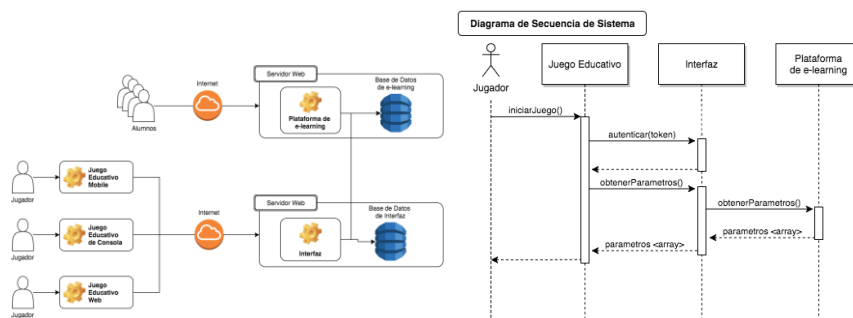 Internet
Servidor Web
Base de Datos
de e-learning
Plataforma de
e-learning
Alumnos
Juego
Educativo
Mobile
Jugador
Internet
Servidor Web
Base de Datos
de Interfaz
Juego
Educativo
de Consola
Interfaz
Jugador
Juego
Educativo
Web
Jugador
Diagrama de Secuencia de Sistema
Jugador
Juego Educativo
Interfaz
Plataforma
de e-learning
iniciarJuego()
autenticar(token)
obtenerParametros()
obtenerParametros()
parametros <array>
parametros <array>